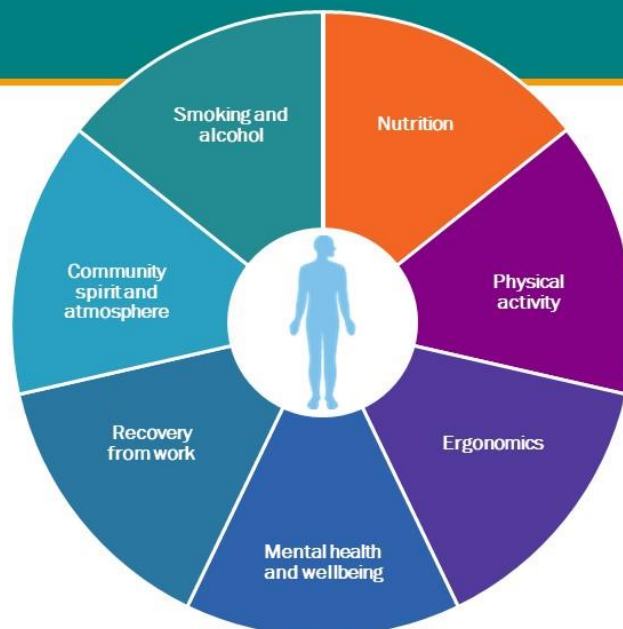 Smoking and
alcohol
Nutrition
Physical
activity
Ergonomics
Mental health
and wellbeing
Recovery
from work
Community
spirit and
atmosphere